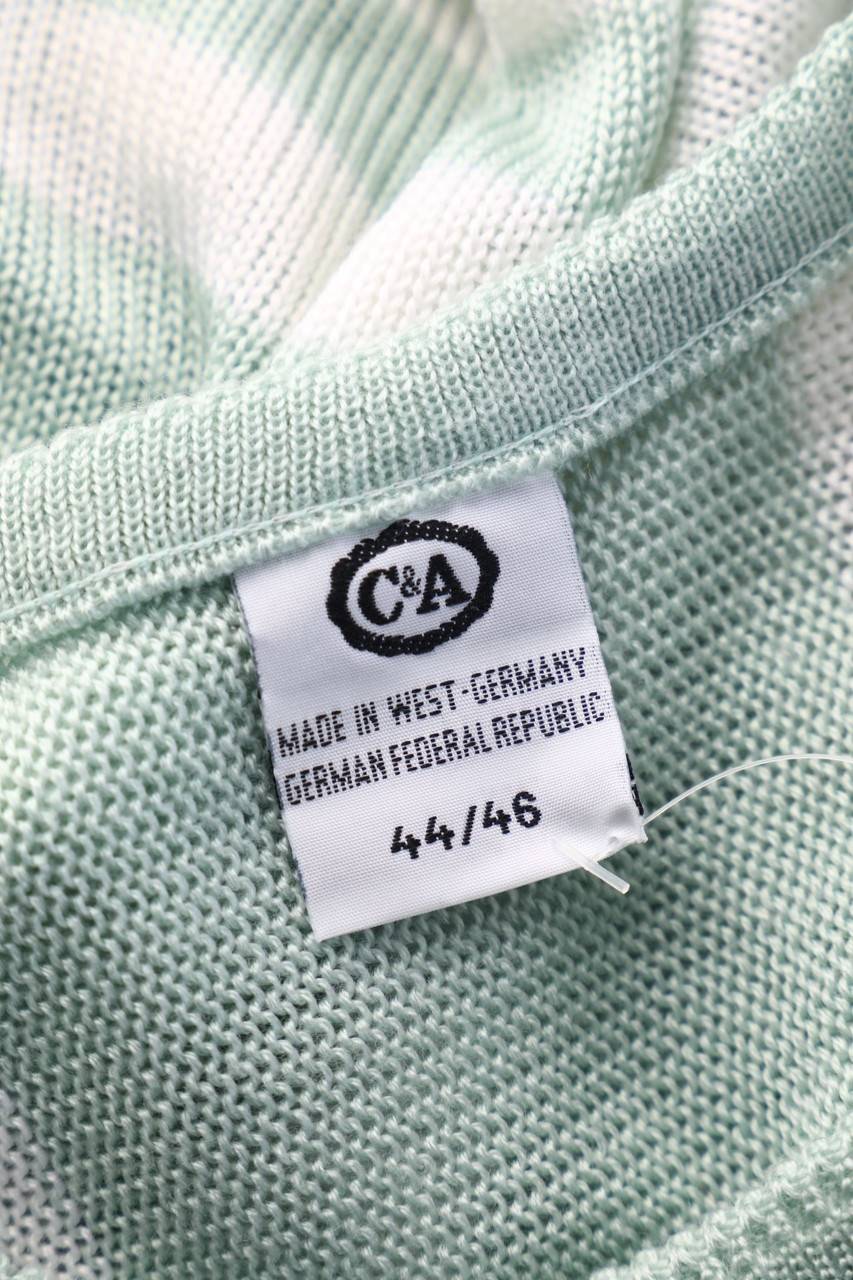 C&A
MADE IN WEST-GERMANY
GERMAN FEDERAL REPUBLIC
44/46